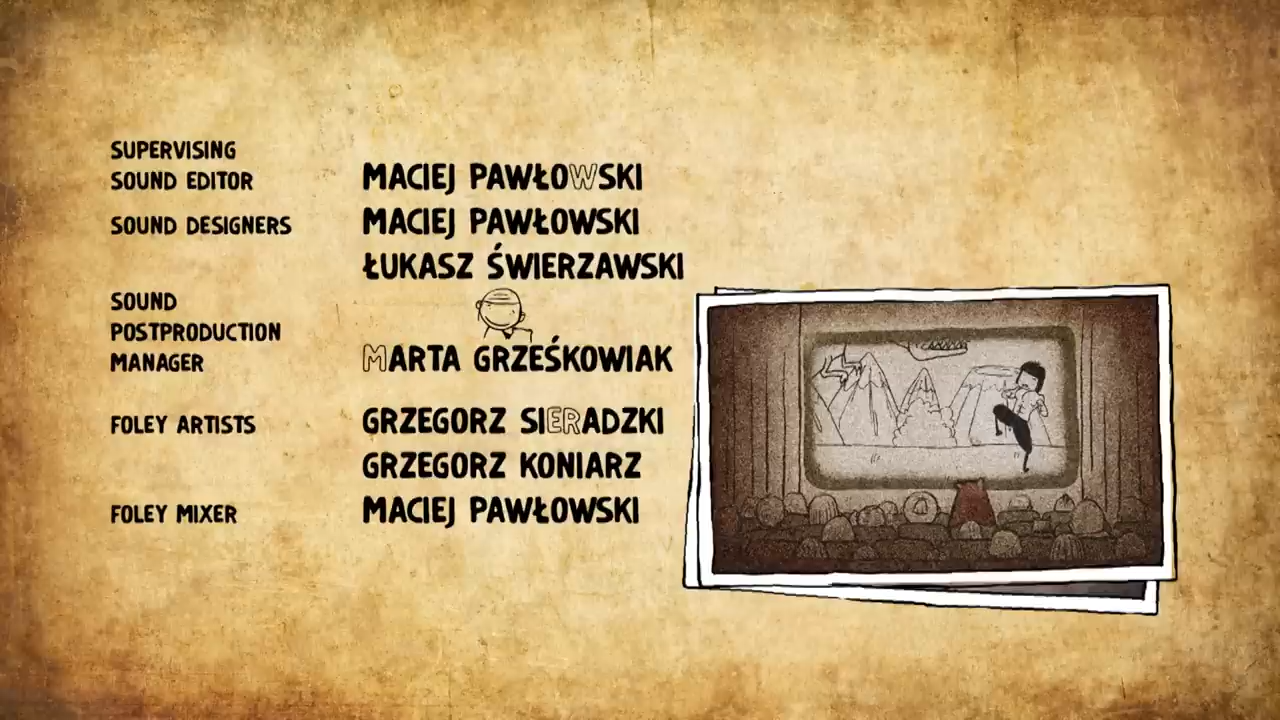 SUPERVISING
SOUND EDITOR MACIEJ PAWŁOWSKI
SOUND DESIGNERS MACIEJ PAWŁOWSKI
ŁUKASZ ŚWIERZAWSKI
SOUND
POSTPRODUCTION
MANAGER MARTA GRZEŚKOWIAK
FOLEY ARTISTS GRZEGORZ SIERADZKI
GRZEGORZ KONIARZ
FOLEY MIXER MACIEJ PAWŁOWSKI